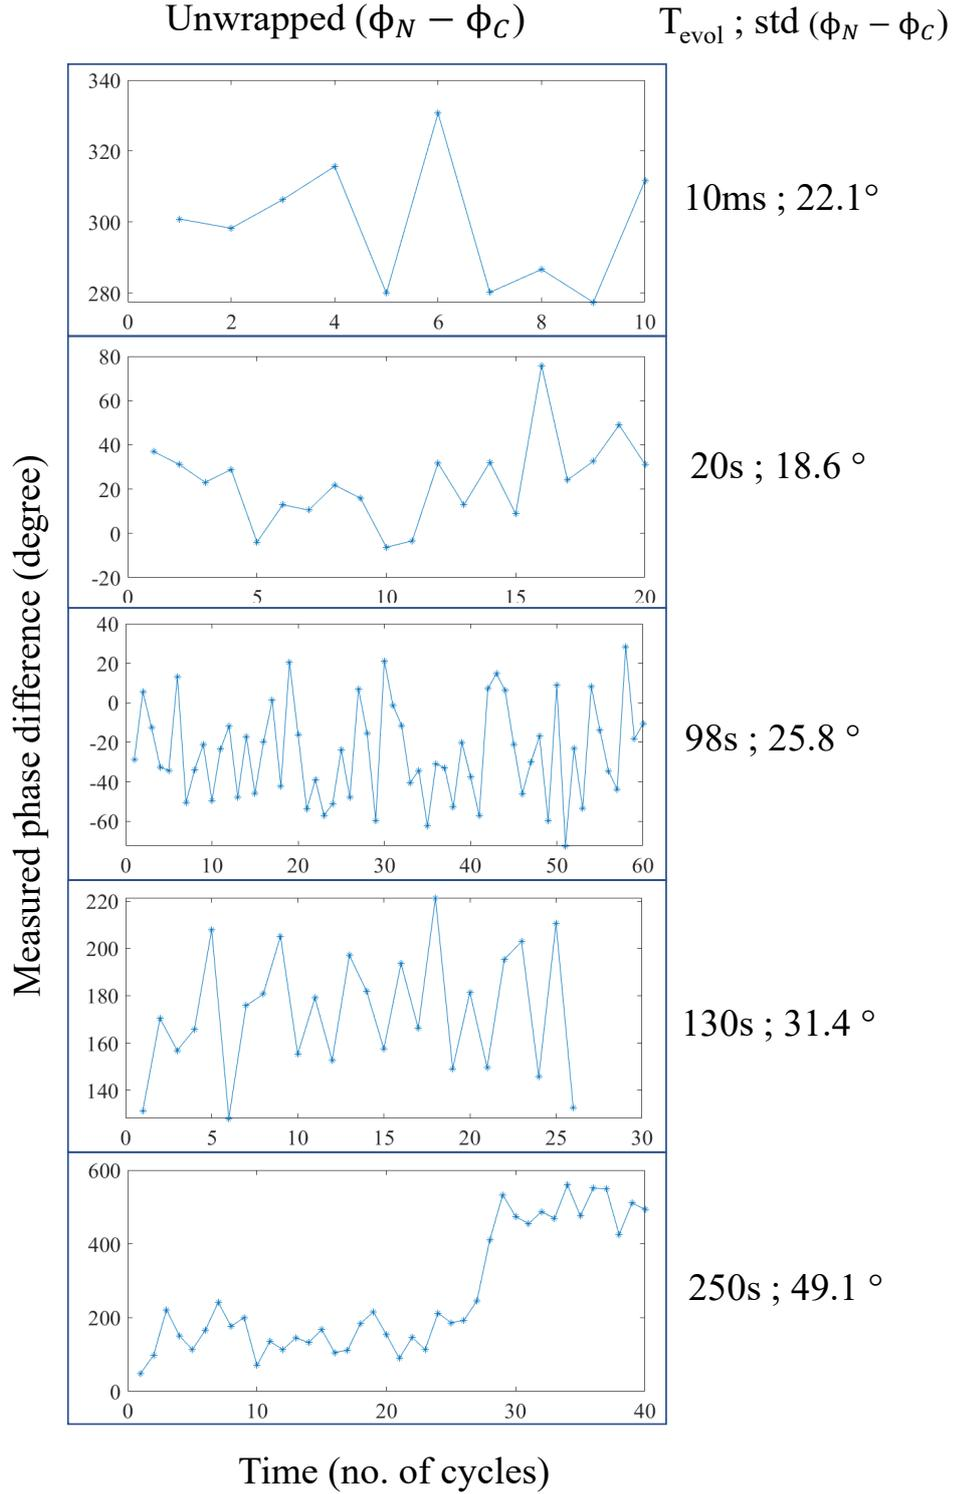 Unwrapped (ϕ_N − ϕ_C)
T_evol ; std (ϕ_N − ϕ_C)
Measured phase difference (degree)
340
320
300
280
0 2 4 6 8 10
10ms ; 22.1°
80
60
40
20
0
-20
0 5 10 15 20
20s ; 18.6 °
40
20
0
-20
-40
-60
0 10 20 30 40 50 60
98s ; 25.8 °
220
200
180
160
140
0 5 10 15 20 25 30
130s ; 31.4 °
600
400
200
0
0 10 20 30 40
250s ; 49.1 °
Time (no. of cycles)